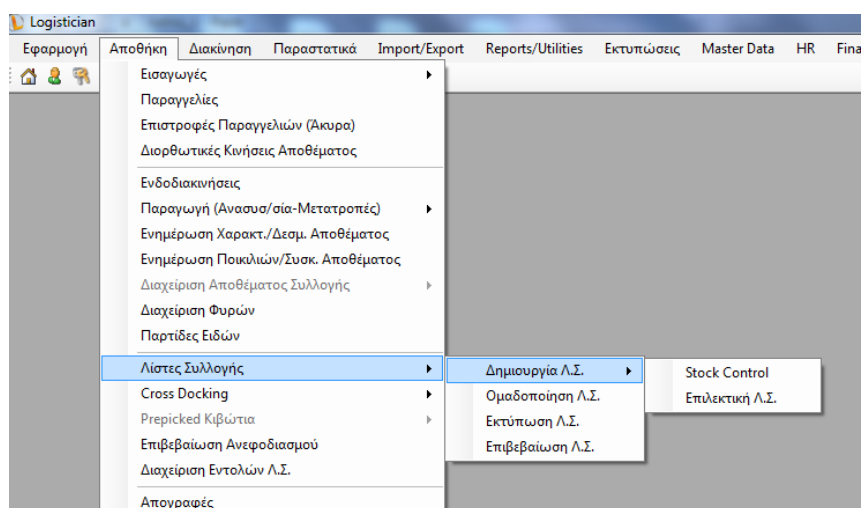 Logistician
Εφαρμογή Αποθήκη Διακίνηση Παραστατικά Import/Export Reports/Utilities Εκτυπώσεις Master Data HR Fina
Εισαγωγές
Παραγγελίες
Επιστροφές Παραγγελιών (Άκυρα)
Διορθωτικές Κινήσεις Αποθέματος
Ενδοδιακινήσεις
Παραγωγή (Ανασυσ/σία-Μετατροπές)
Ενημέρωση Χαρακτ./Δεσμ. Αποθέματος
Ενημέρωση Ποικιλιών/Συσκ. Αποθέματος
Διαχείριση Αποθέματος Συλλογής
Διαχείριση Φυρών
Παρτίδες Ειδών
Λίστες Συλλογής Δημιουργία Λ.Σ. Stock Control
Cross Docking Ομαδοποίηση Λ.Σ. Επιλεκτική Λ.Σ.
Prepicked Κιβώτια Εκτύπωση Λ.Σ.
Επιβεβαίωση Ανεφοδιασμού Επιβεβαίωση Λ.Σ.
Διαχείριση Εντολών Λ.Σ.
Απογραφές